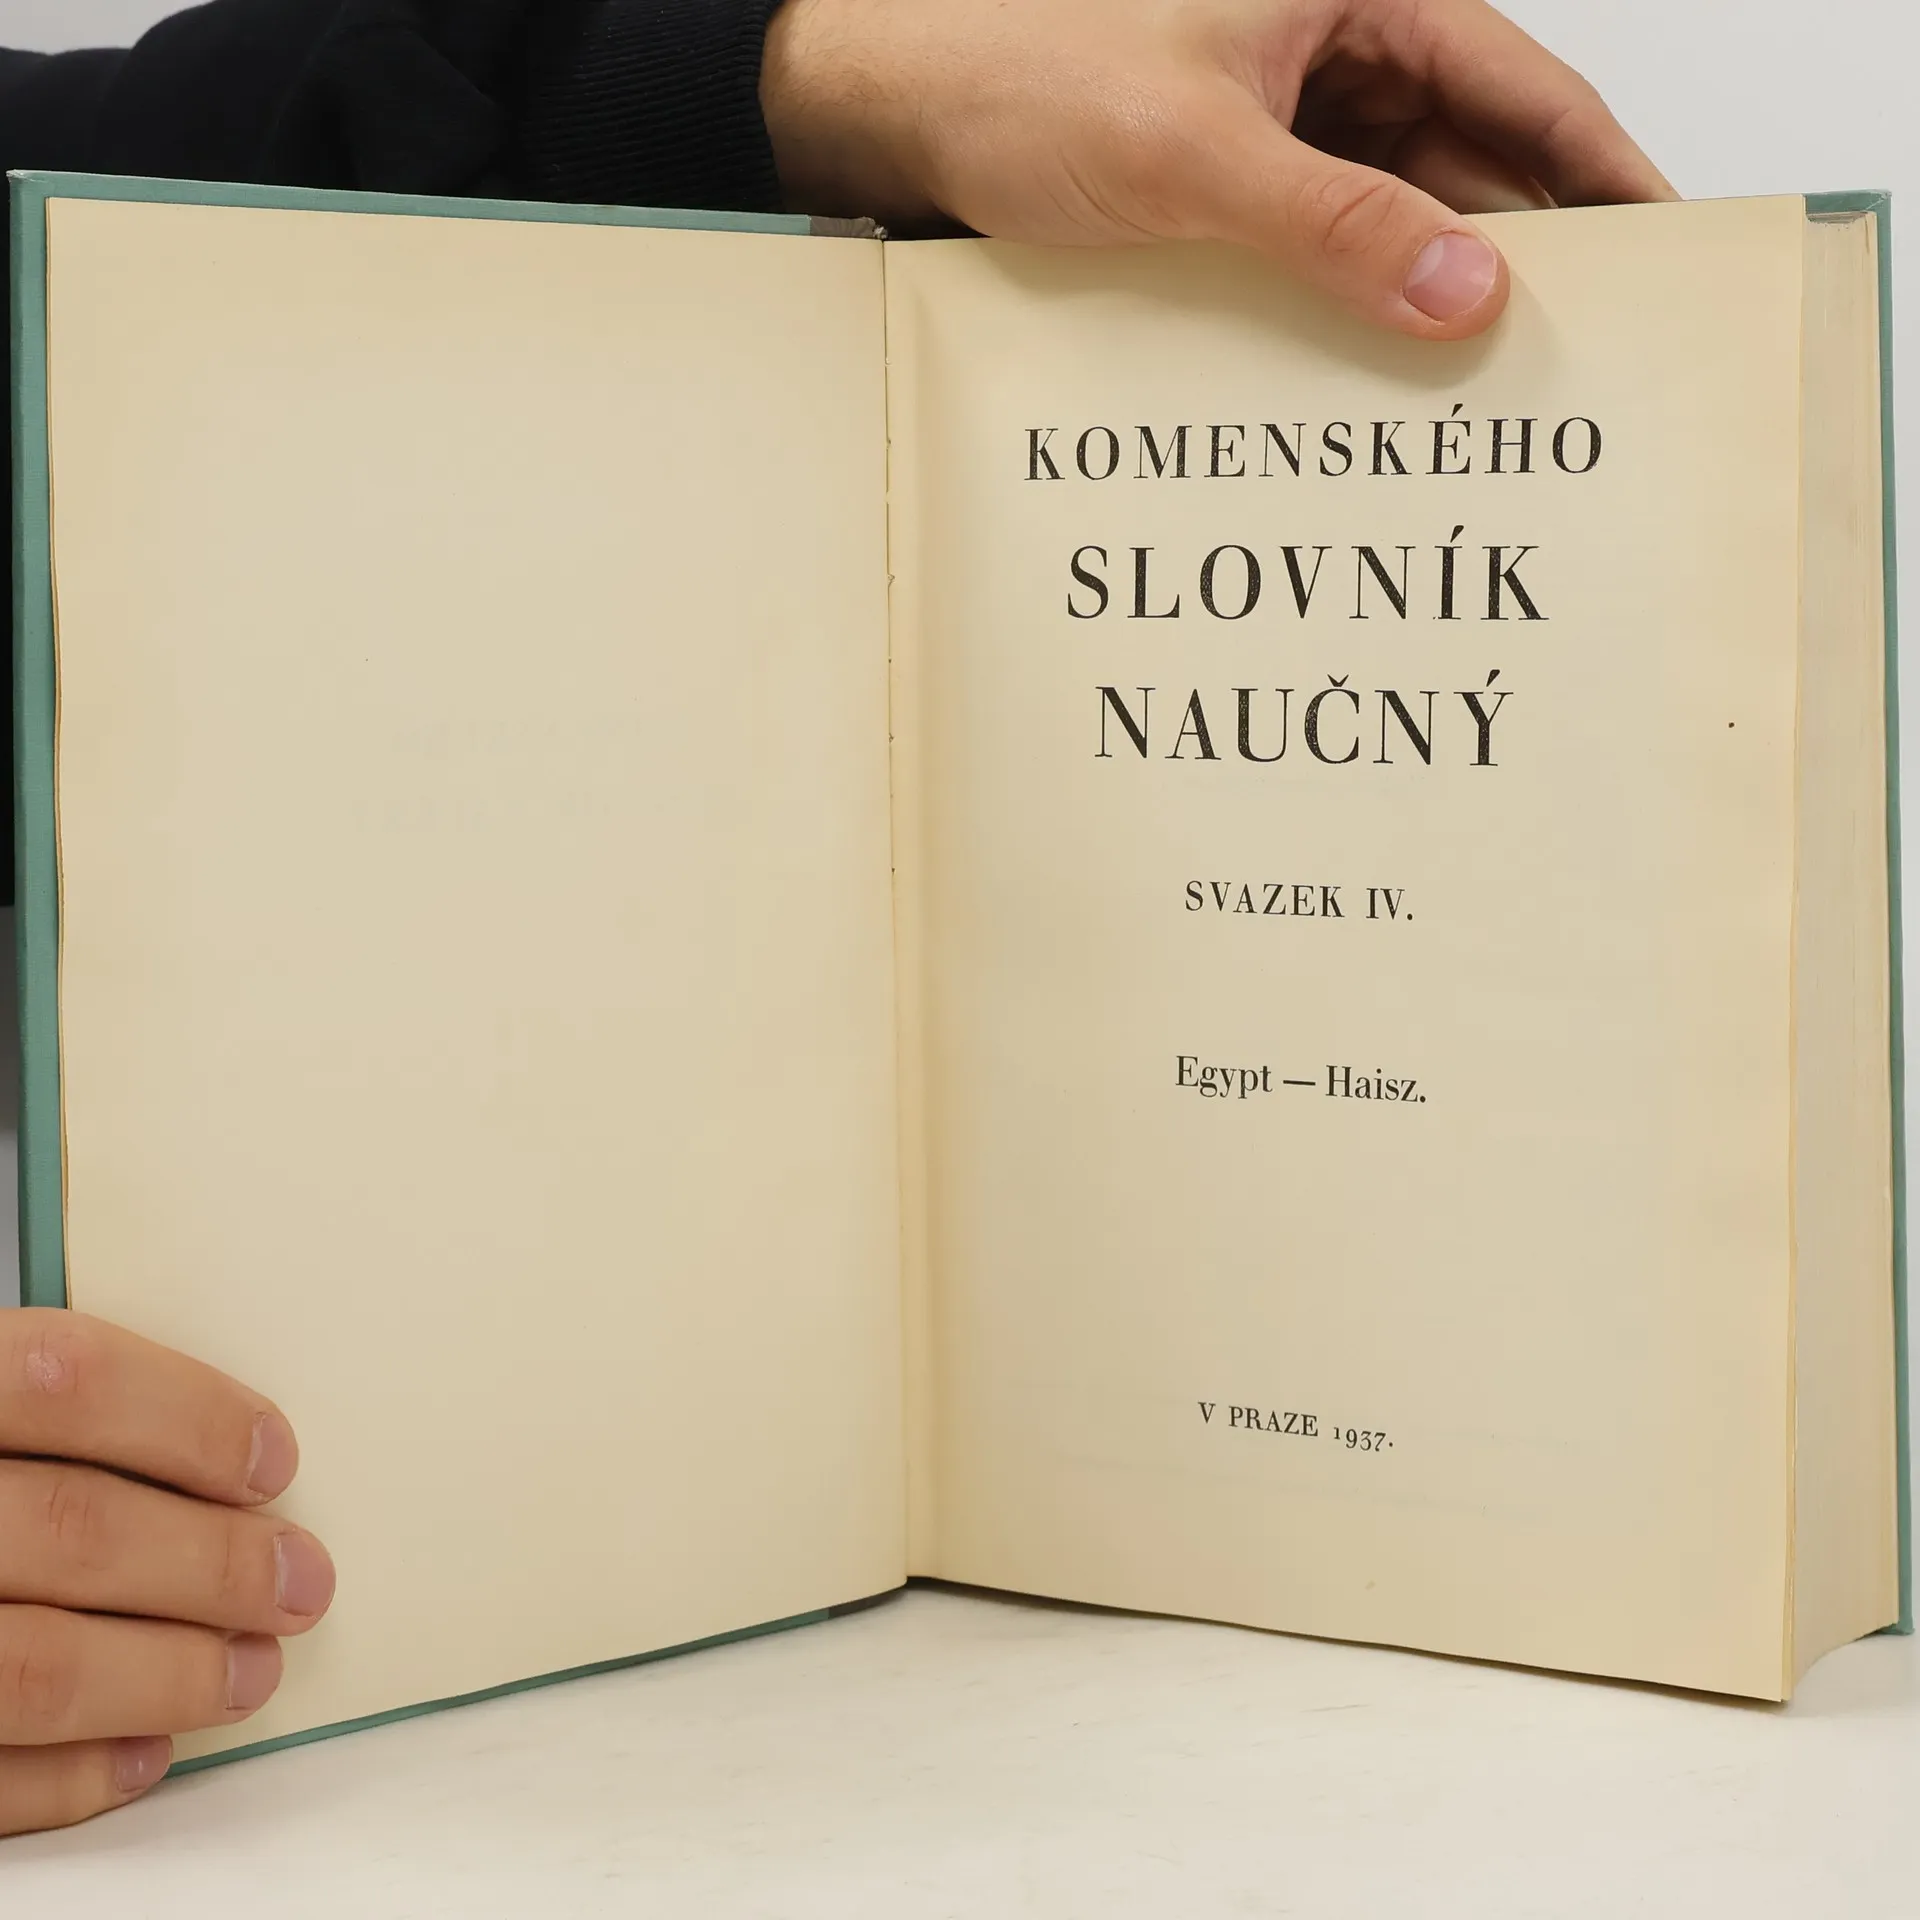 KOMENSKÉHO
SLOVNÍK
NAUČNÝ
SVAZEK IV.
Egypt — Haisz.
V PRAZE 1937.